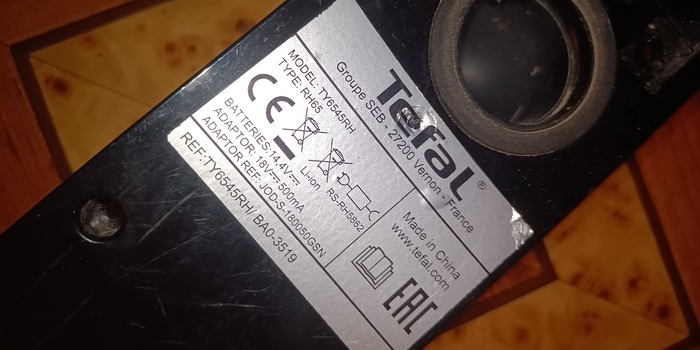 Tefal®
Groupe SEB - 27200 Vernon - France
MODEL: TY6545RH
TYPE: RH65
CE
Li-ion
RS-RH5862
BATTERIES:14.4V⎓
ADAPTOR: 18V⎓ 500mA
ADAPTOR REF: JOD-S-180050GSN
REF:TY6545RH/ BA0-3519
Made in China
www.tefal.com
EAC